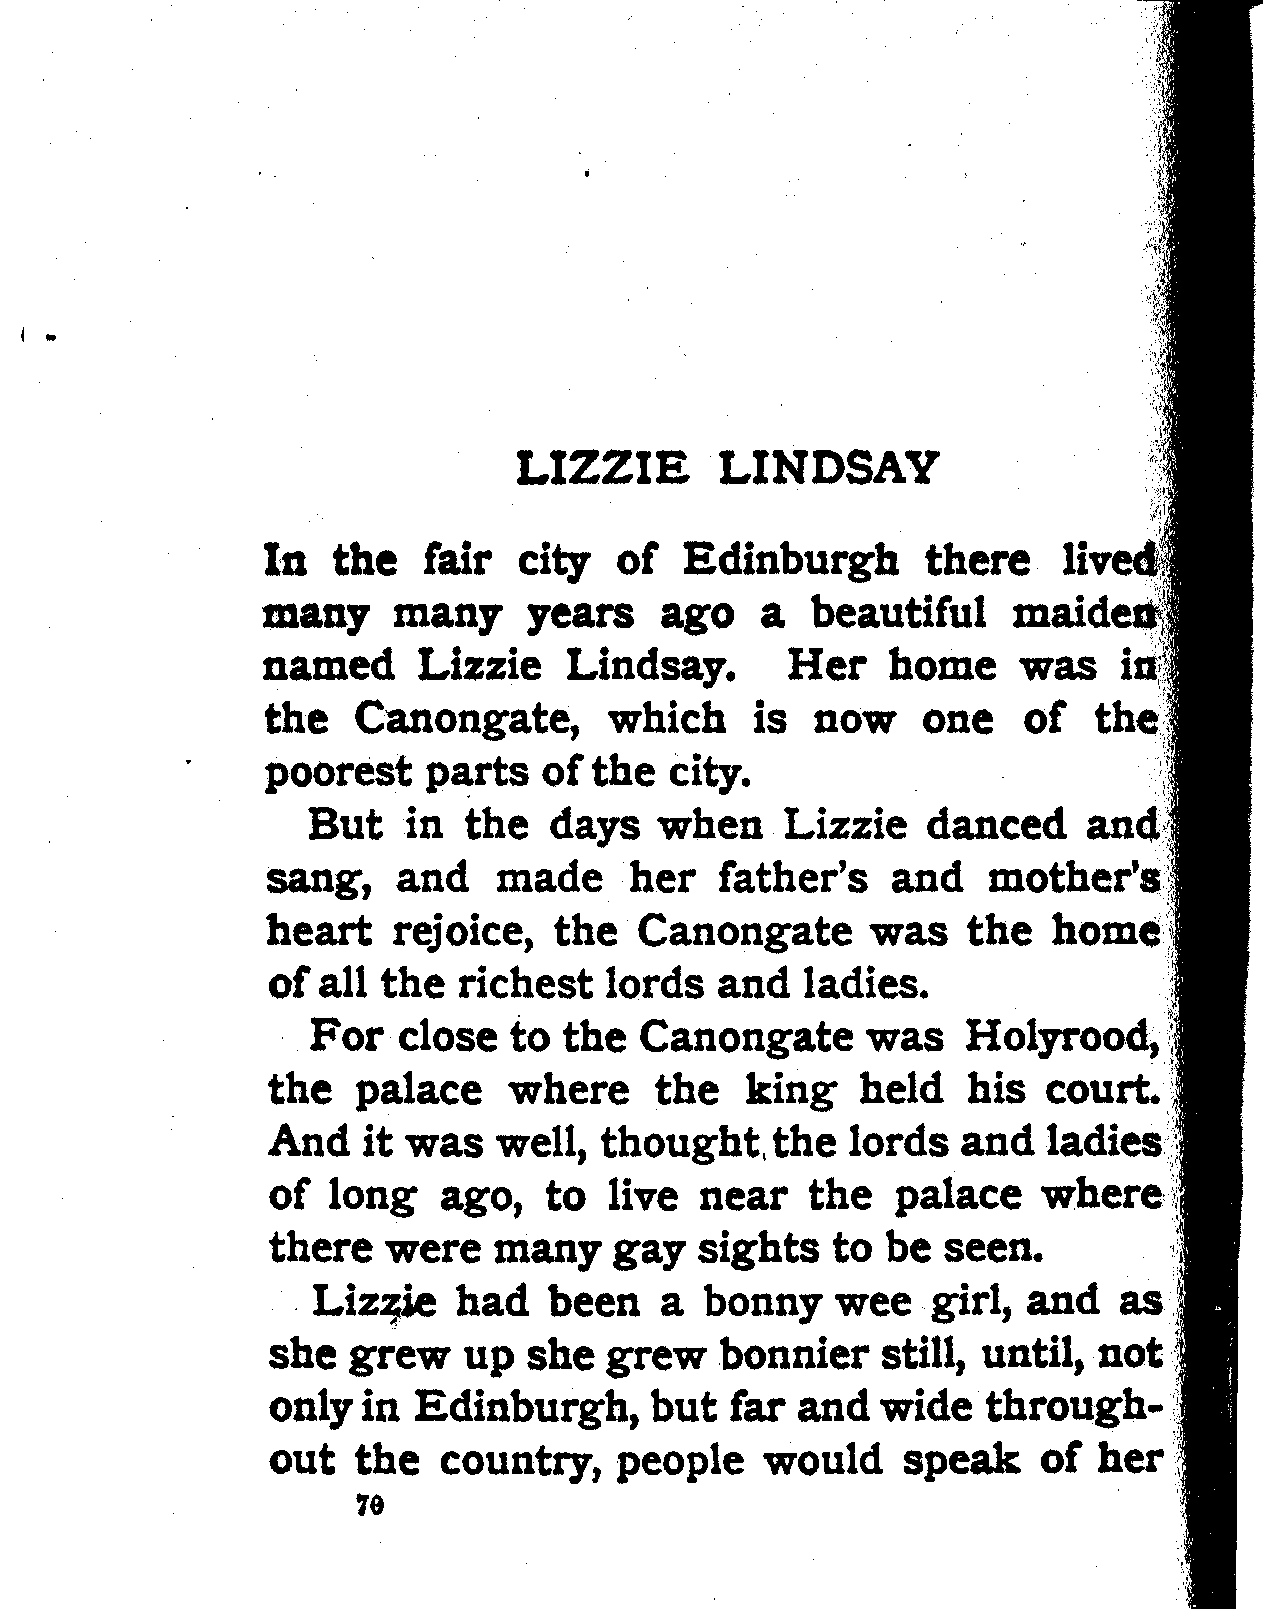 LIZZIE LINDSAY
In the fair city of Edinburgh there lived
many many years ago a beautiful maiden
named Lizzie Lindsay. Her home was in
the Canongate, which is now one of the
poorest parts of the city.
But in the days when Lizzie danced and
sang, and made her father's and mother's
heart rejoice, the Canongate was the home
of all the richest lords and ladies.
For close to the Canongate was Holyrood,
the palace where the king held his court.
And it was well, thought the lords and ladies
of long ago, to live near the palace where
there were many gay sights to be seen.
Lizzie had been a bonny wee girl, and as
she grew up she grew bonnier still, until, not
only in Edinburgh, but far and wide through-
out the country, people would speak of her
70